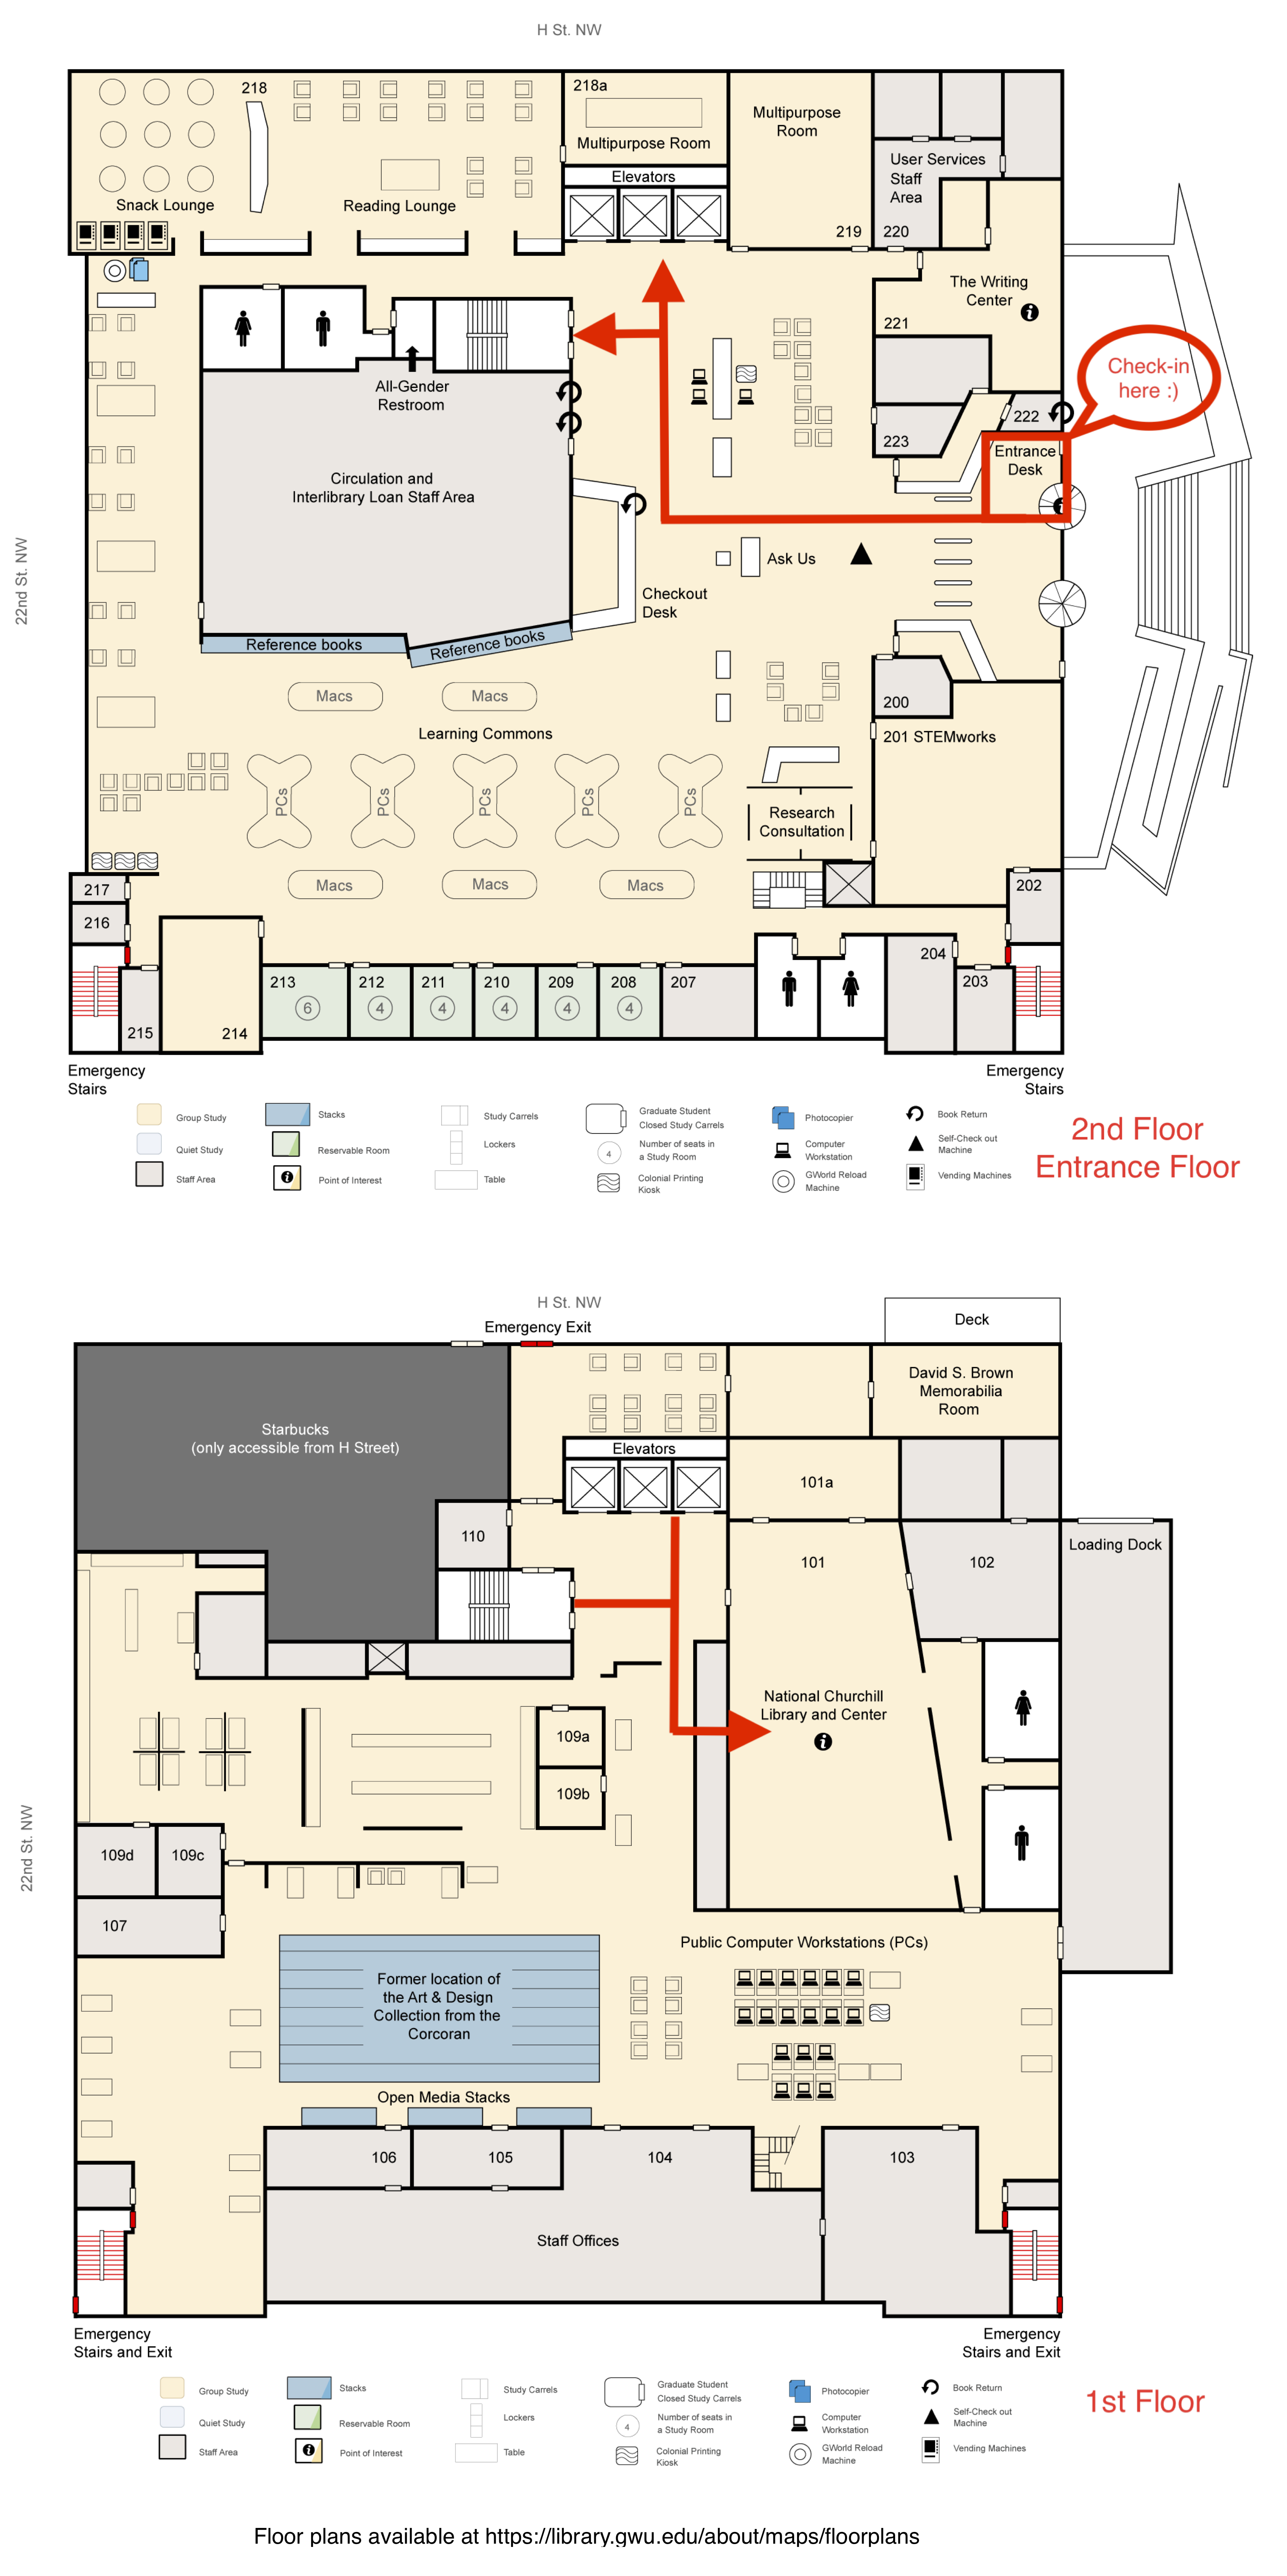 H St. NW
218
218a
Multipurpose Room
Multipurpose
Room
User Services
Staff
Area
Elevators
Snack Lounge
Reading Lounge
219
220
The Writing
Center
221
Check-in
here :)
All-Gender
Restroom
222
223
Entrance
Desk
Circulation and
Interlibrary Loan Staff Area
22nd St. NW
Ask Us
Checkout
Desk
Reference books
Reference books
Macs
Macs
200
Learning Commons
201 STEMworks
PCs
PCs
PCs
PCs
PCs
Research
Consultation
217
Macs
Macs
Macs
202
216
204
213
212
211
210
209
208
207
203
6
4
4
4
4
4
215
214
Emergency
Stairs
Emergency
Stairs
Group Study
Quiet Study
Staff Area
Stacks
Reservable Room
Point of Interest
Study Carrels
Lockers
Table
Graduate Student
Closed Study Carrels
4
Number of seats in
a Study Room
Colonial Printing
Kiosk
Photocopier
Computer
Workstation
GWorld Reload
Machine
Book Return
Self-Check out
Machine
Vending Machines
2nd Floor
Entrance Floor
H St. NW
Emergency Exit
Deck
David S. Brown
Memorabilia
Room
Starbucks
(only accessible from H Street)
Elevators
101a
110
101
102
Loading Dock
National Churchill
Library and Center
109a
109b
22nd St. NW
109d
109c
107
Public Computer Workstations (PCs)
Former location of
the Art & Design
Collection from the
Corcoran
Open Media Stacks
106
105
104
103
Staff Offices
Emergency
Stairs and Exit
Emergency
Stairs and Exit
Group Study
Quiet Study
Staff Area
Stacks
Reservable Room
Point of Interest
Study Carrels
Lockers
Table
Graduate Student
Closed Study Carrels
4
Number of seats in
a Study Room
Colonial Printing
Kiosk
Photocopier
Computer
Workstation
GWorld Reload
Machine
Book Return
Self-Check out
Machine
Vending Machines
1st Floor
Floor plans available at https://library.gwu.edu/about/maps/floorplans